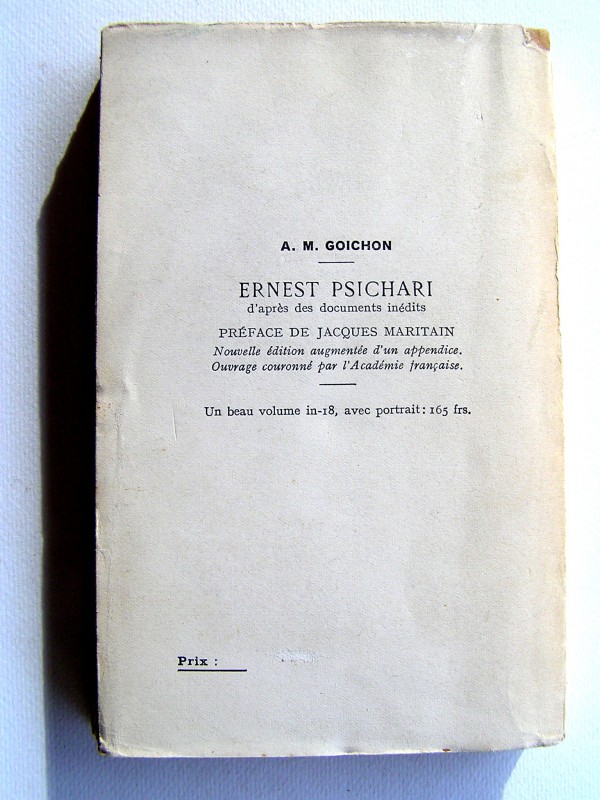 A. M. GOICHON
ERNEST PSICHARI
d'après des documents inédits
PRÉFACE DE JACQUES MARITAIN
Nouvelle édition augmentée d'un appendice.
Ouvrage couronné par l'Académie française.
Un beau volume in-18, avec portrait : 165 frs.
Prix :